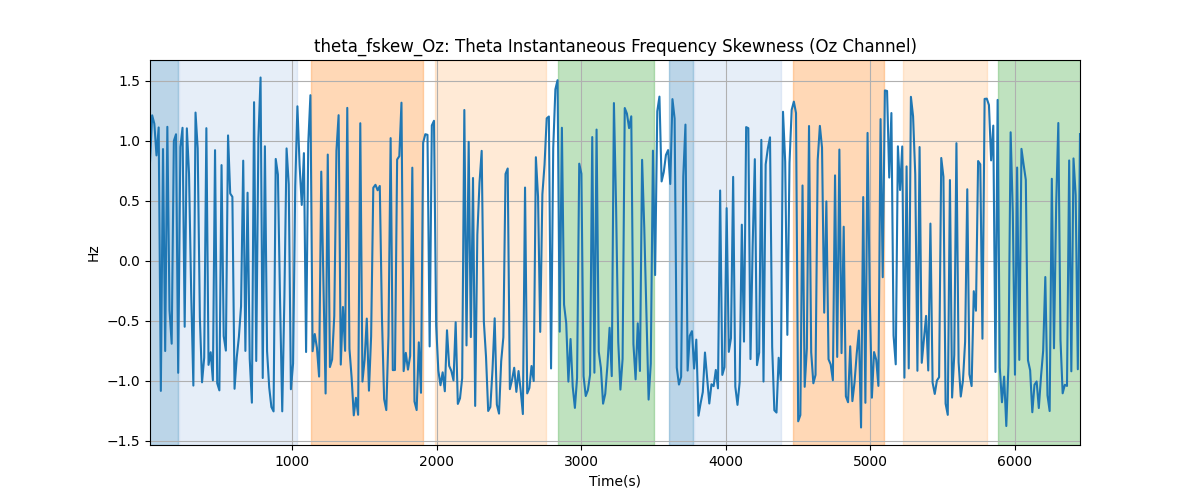 theta_fskew_Oz: Theta Instantaneous Frequency Skewness (Oz Channel)
1.5
1.0
0.5
0.0
−0.5
−1.0
−1.5
Hz
1000 2000 3000 4000 5000 6000
Time(s)